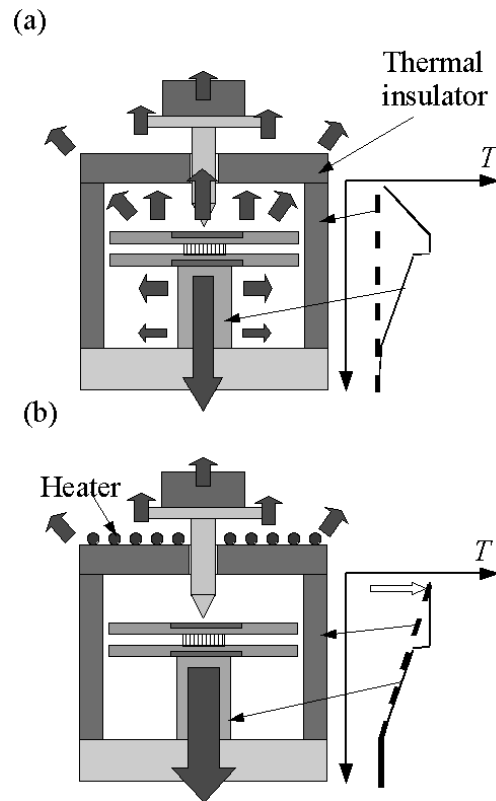 (a)
Thermal
insulator
T
(b)
Heater
T